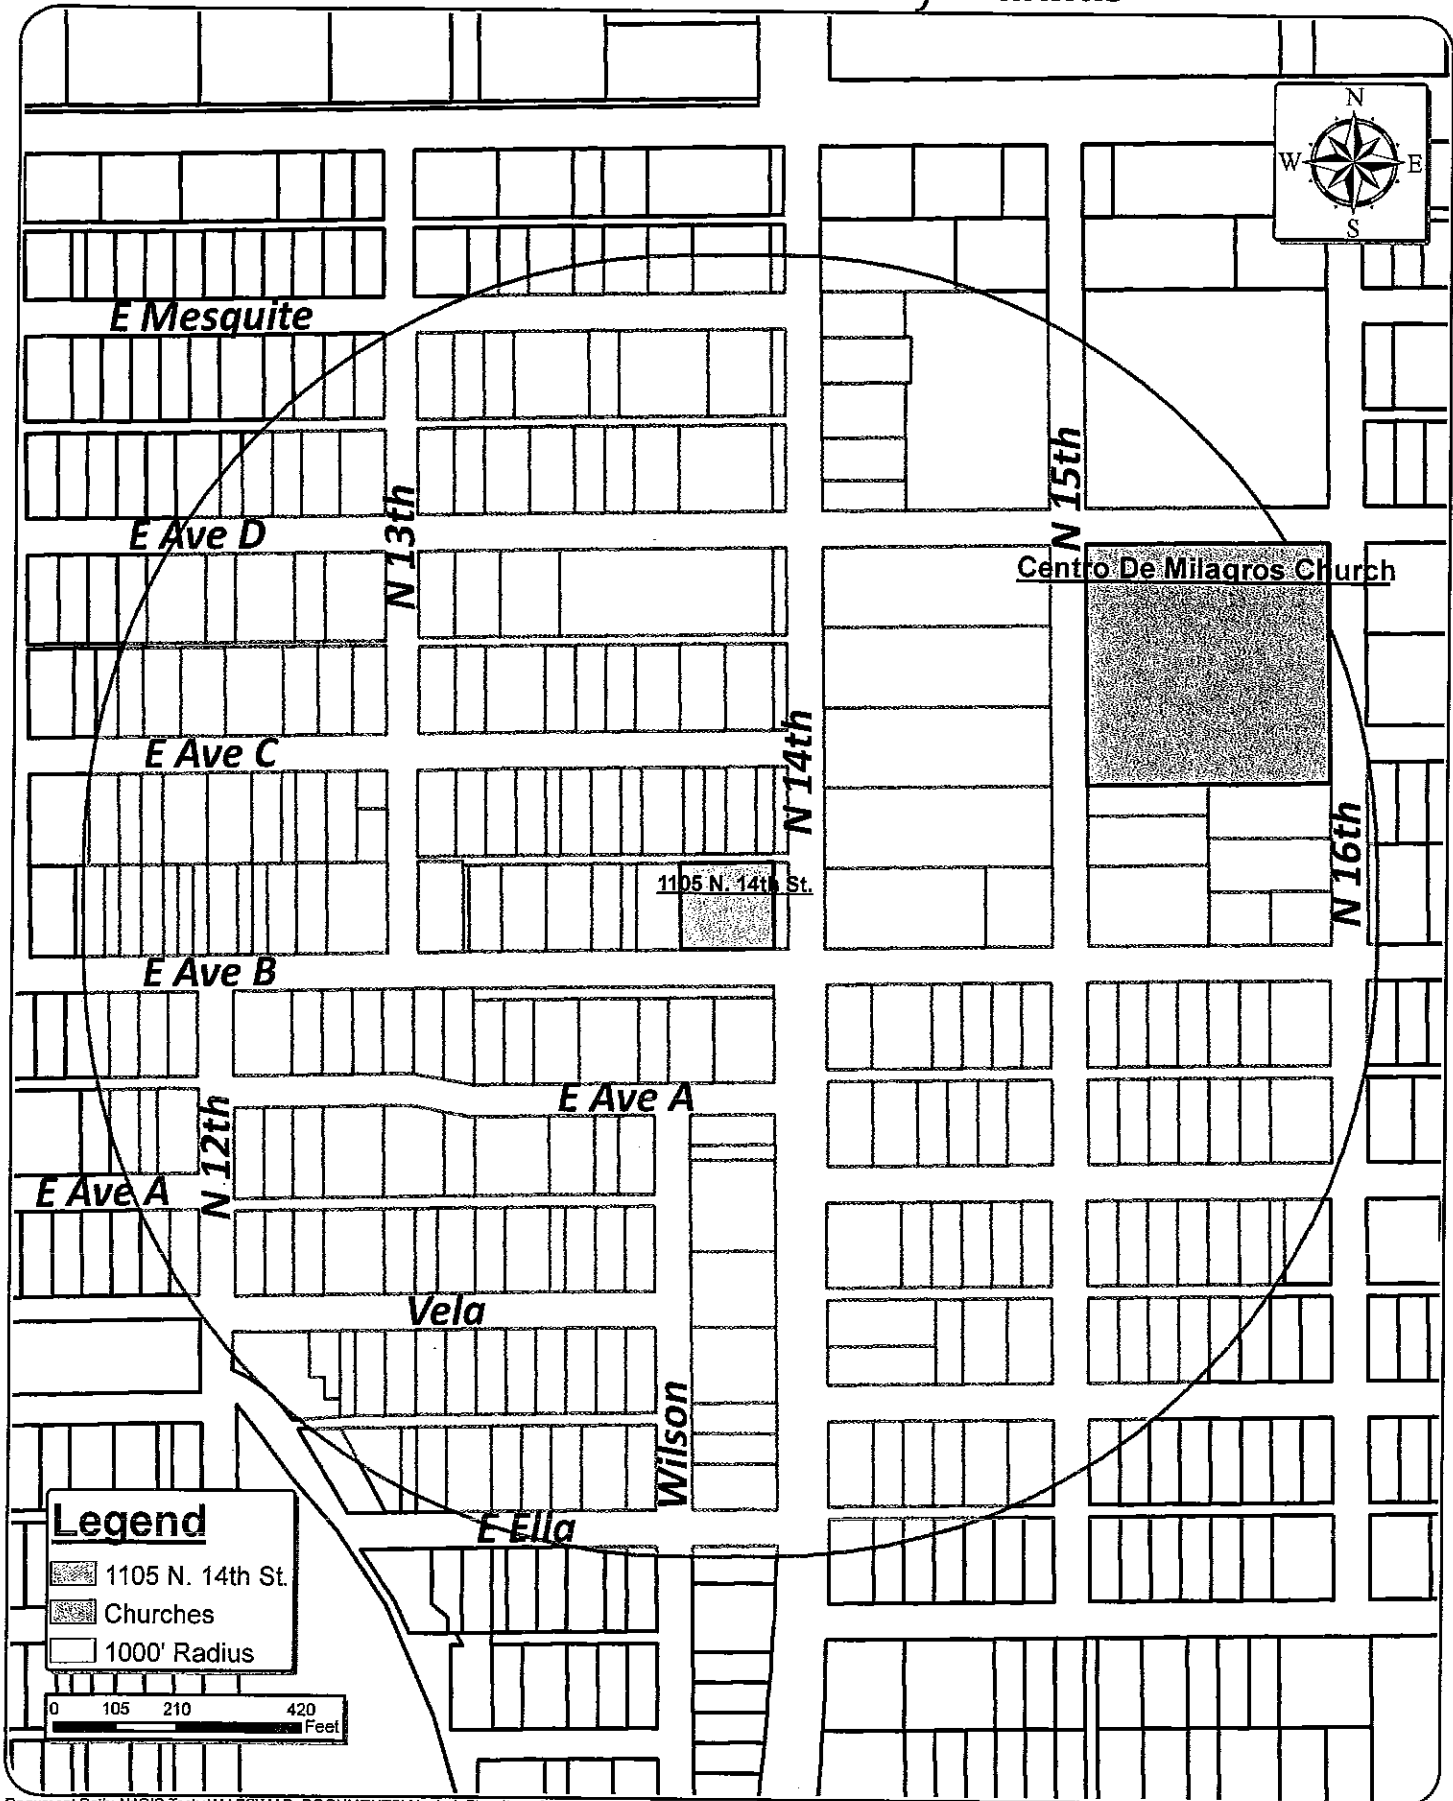 N
W E
S
E Mesquite
N 15th
N 13th
E Ave D
Centro De Milagros Church
N 14th
E Ave C
N 16th
1105 N. 14th St.
E Ave B
E Ave A
N 12th
E Ave A
Vela
Wilson
E Ella
Legend
1105 N. 14th St.
Churches
1000' Radius
0 105 210 420
Feet